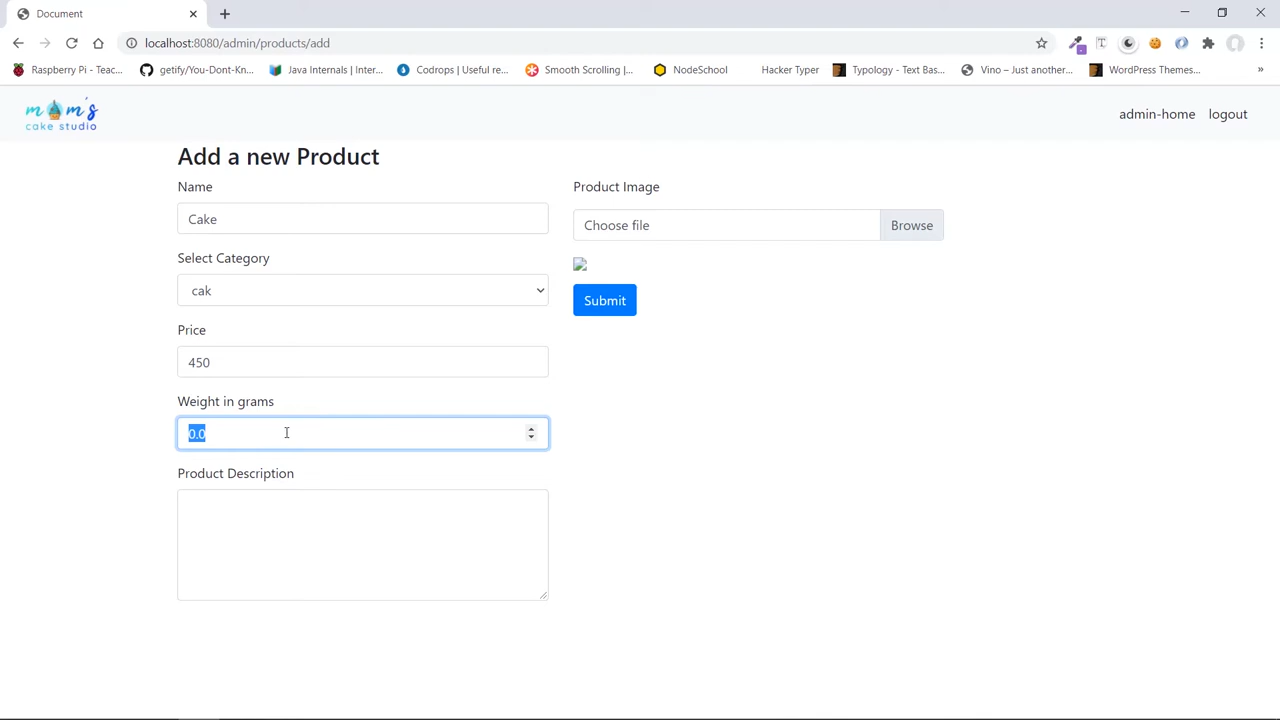 Document
localhost:8080/admin/products/add
Raspberry Pi - Teac...
getify/You-Dont-Kn...
Java Internals | Inter...
Codrops | Useful re...
Smooth Scrolling |...
NodeSchool
Hacker Typer
Typology - Text Bas...
Vino – Just another...
WordPress Themes...
»
mom's
cake studio
admin-home
logout
Add a new Product
Name
Cake
Select Category
cak
Price
450
Weight in grams
0.0
Product Description
Product Image
Choose file
Browse
Submit